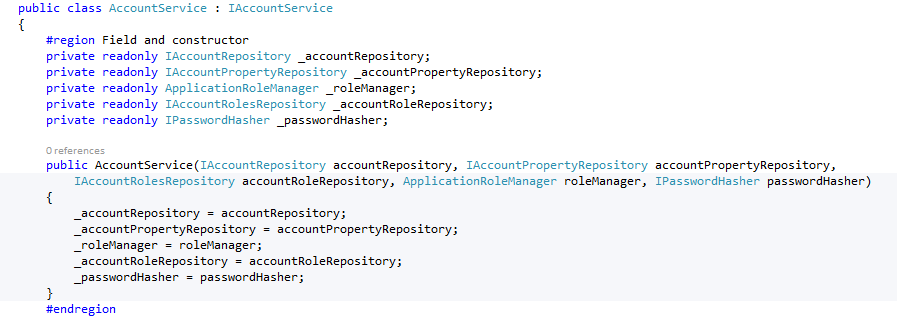 public class AccountService : IAccountService
{
#region Field and constructor
private readonly IAccountRepository _accountRepository;
private readonly IAccountPropertyRepository _accountPropertyRepository;
private readonly ApplicationRoleManager _roleManager;
private readonly IAccountRolesRepository _accountRoleRepository;
private readonly IPasswordHasher _passwordHasher;
0 references
public AccountService(IAccountRepository accountRepository, IAccountPropertyRepository accountPropertyRepository,
IAccountRolesRepository accountRoleRepository, ApplicationRoleManager roleManager, IPasswordHasher passwordHasher)
{
_accountRepository = accountRepository;
_accountPropertyRepository = accountPropertyRepository;
_roleManager = roleManager;
_accountRoleRepository = accountRoleRepository;
_passwordHasher = passwordHasher;
}
#endregion